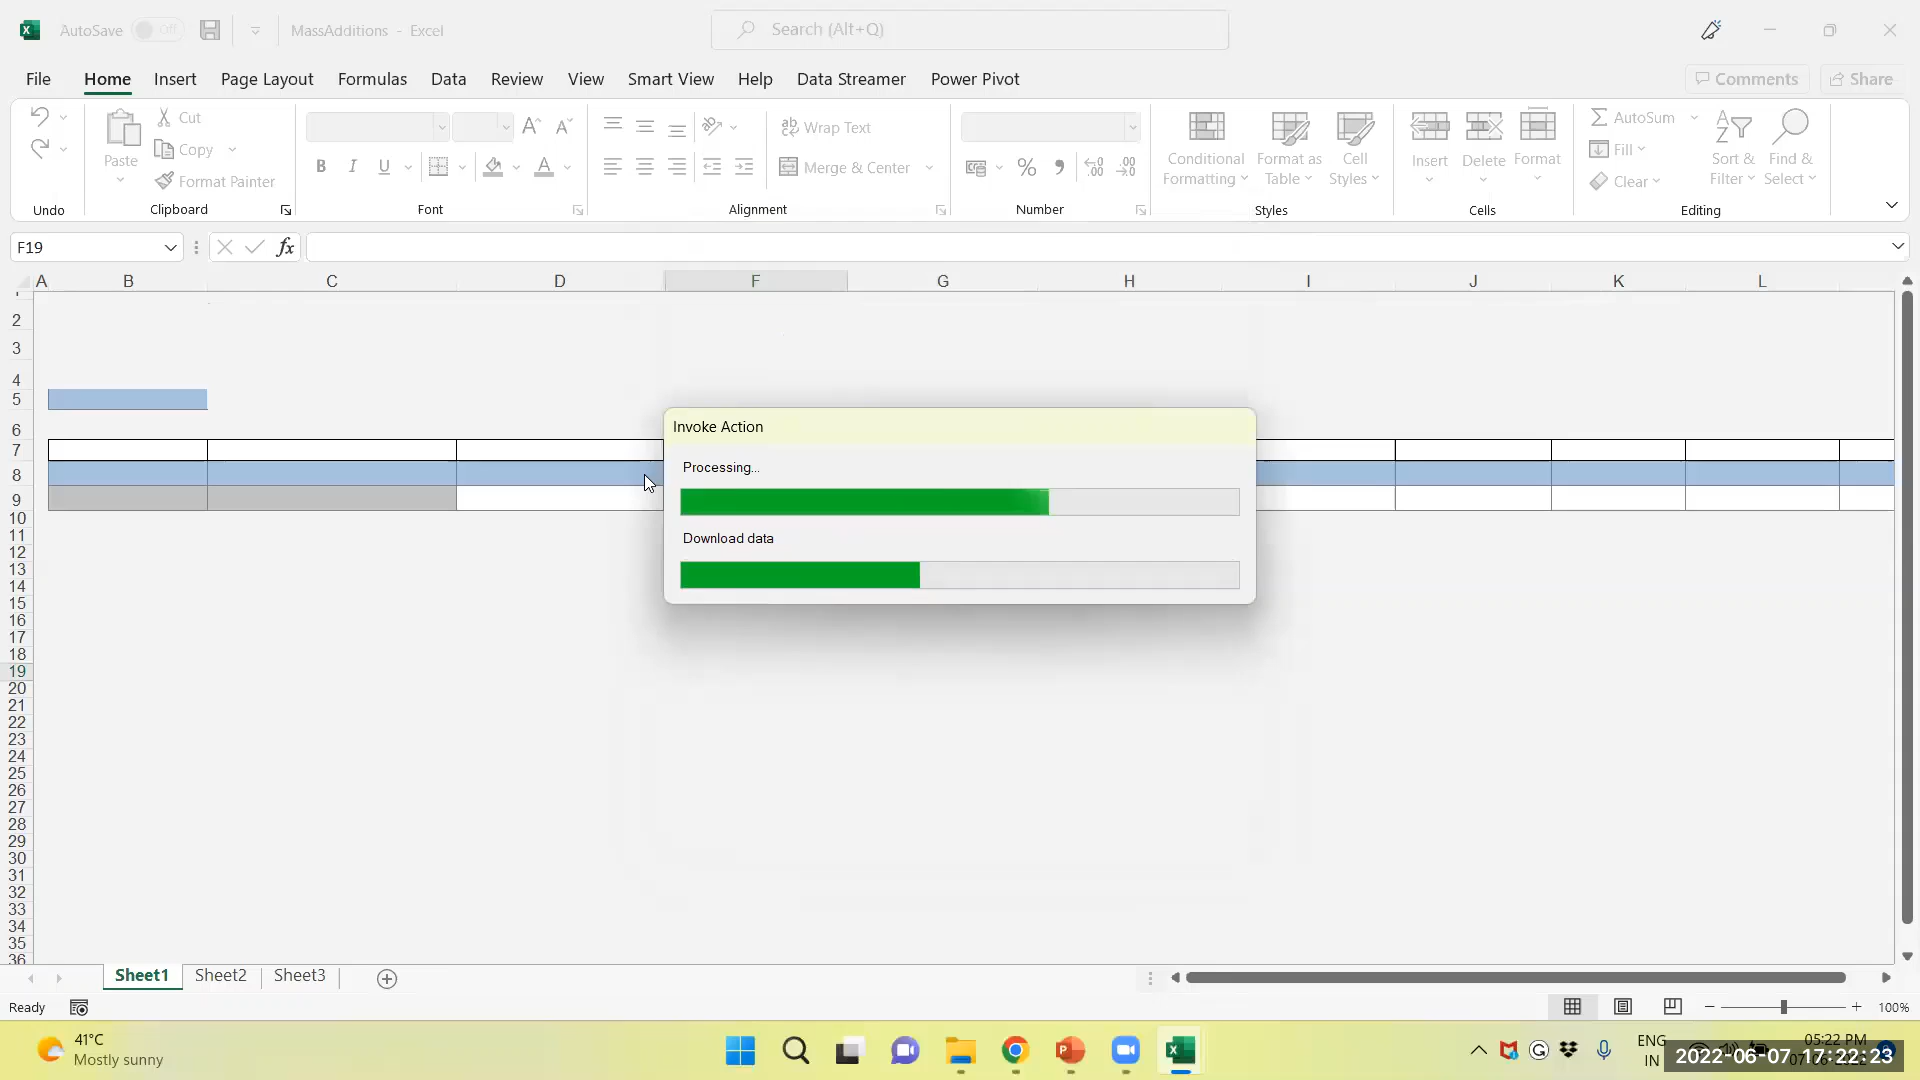 AutoSave Off MassAdditions - Excel Search (Alt+Q)
File Home Insert Page Layout Formulas Data Review View Smart View Help Data Streamer Power Pivot Comments Share
Paste Cut Copy Format Painter
Undo Clipboard Font Alignment Number Styles Cells Editing
B I U A
Wrap Text
Merge & Center
Conditional Formatting
Format as Table
Cell Styles
Insert Delete Format
AutoSum
Fill
Clear
Sort & Filter
Find & Select
F19 fx
A B C D F G H I J K L
2
3
4
5
6
7
8
9
10
11
12
13
14
15
16
17
18
19
20
21
22
23
24
25
26
27
28
29
30
31
32
33
34
35
36
Invoke Action
Processing...
Download data
Sheet1 Sheet2 Sheet3
Ready 100%
41°C
Mostly sunny
ENG
IN
05:22 PM
2022-06-07 17:22:23